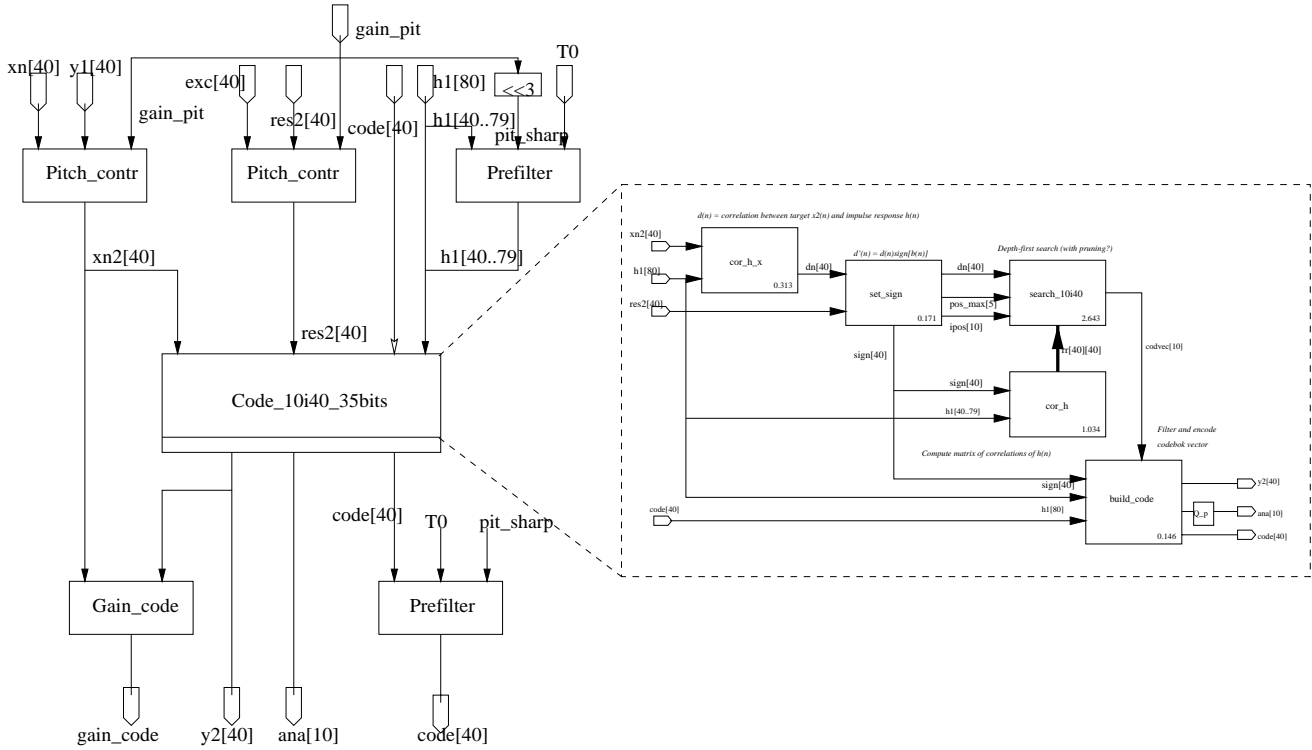 gain_pit
T0
xn[40]
y1[40]
exc[40]
h1[80]
<<3
gain_pit
res2[40]
code[40]
h1[40..79]
pit_sharp
Pitch_contr
Pitch_contr
Prefilter
xn2[40]
h1[40..79]
res2[40]
Code_10i40_35bits
code[40]
T0
pit_sharp
Gain_code
Prefilter
gain_code
y2[40]
ana[10]
code[40]
d(n) = correlation between target x2(n) and impulse response h(n)
xn2[40]
cor_h_x
0.313
h1[80]
res2[40]
dn[40]
d'(n) = d(n)sign[b(n)]
set_sign
0.171
Depth-first search (with pruning?)
dn[40]
pos_max[5]
ipos[10]
search_10i40
2.643
sign[40]
rr[40][40]
codvec[10]
sign[40]
h1[40..79]
cor_h
1.034
Compute matrix of correlations of h(n)
Filter and encode
codebok vector
sign[40]
code[40]
h1[80]
build_code
0.146
y2[40]
Q_p
ana[10]
code[40]